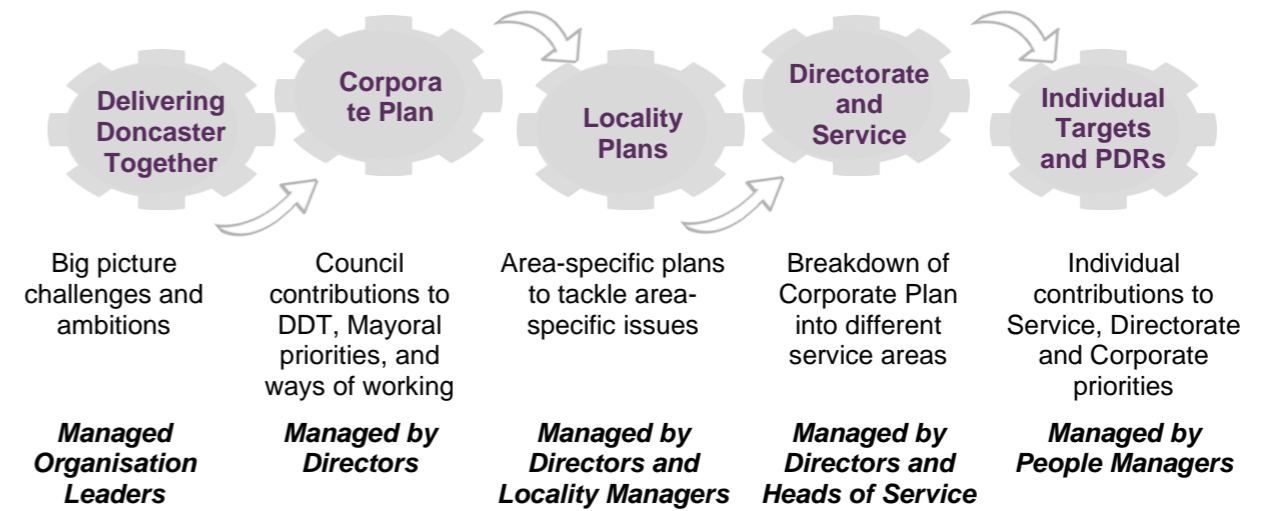 Delivering
Doncaster
Together
Corpora
te Plan
Locality
Plans
Directorate
and
Service
Individual
Targets
and PDRs
Big picture
challenges and
ambitions
Council
contributions to
DDT, Mayoral
priorities, and
ways of working
Area-specific plans
to tackle area-
specific issues
Breakdown of
Corporate Plan
into different
service areas
Individual
contributions to
Service, Directorate
and Corporate
priorities
Managed
Organisation
Leaders
Managed by
Directors
Managed by
Directors and
Locality Managers
Managed by
Directors and
Heads of Service
Managed by
People Managers